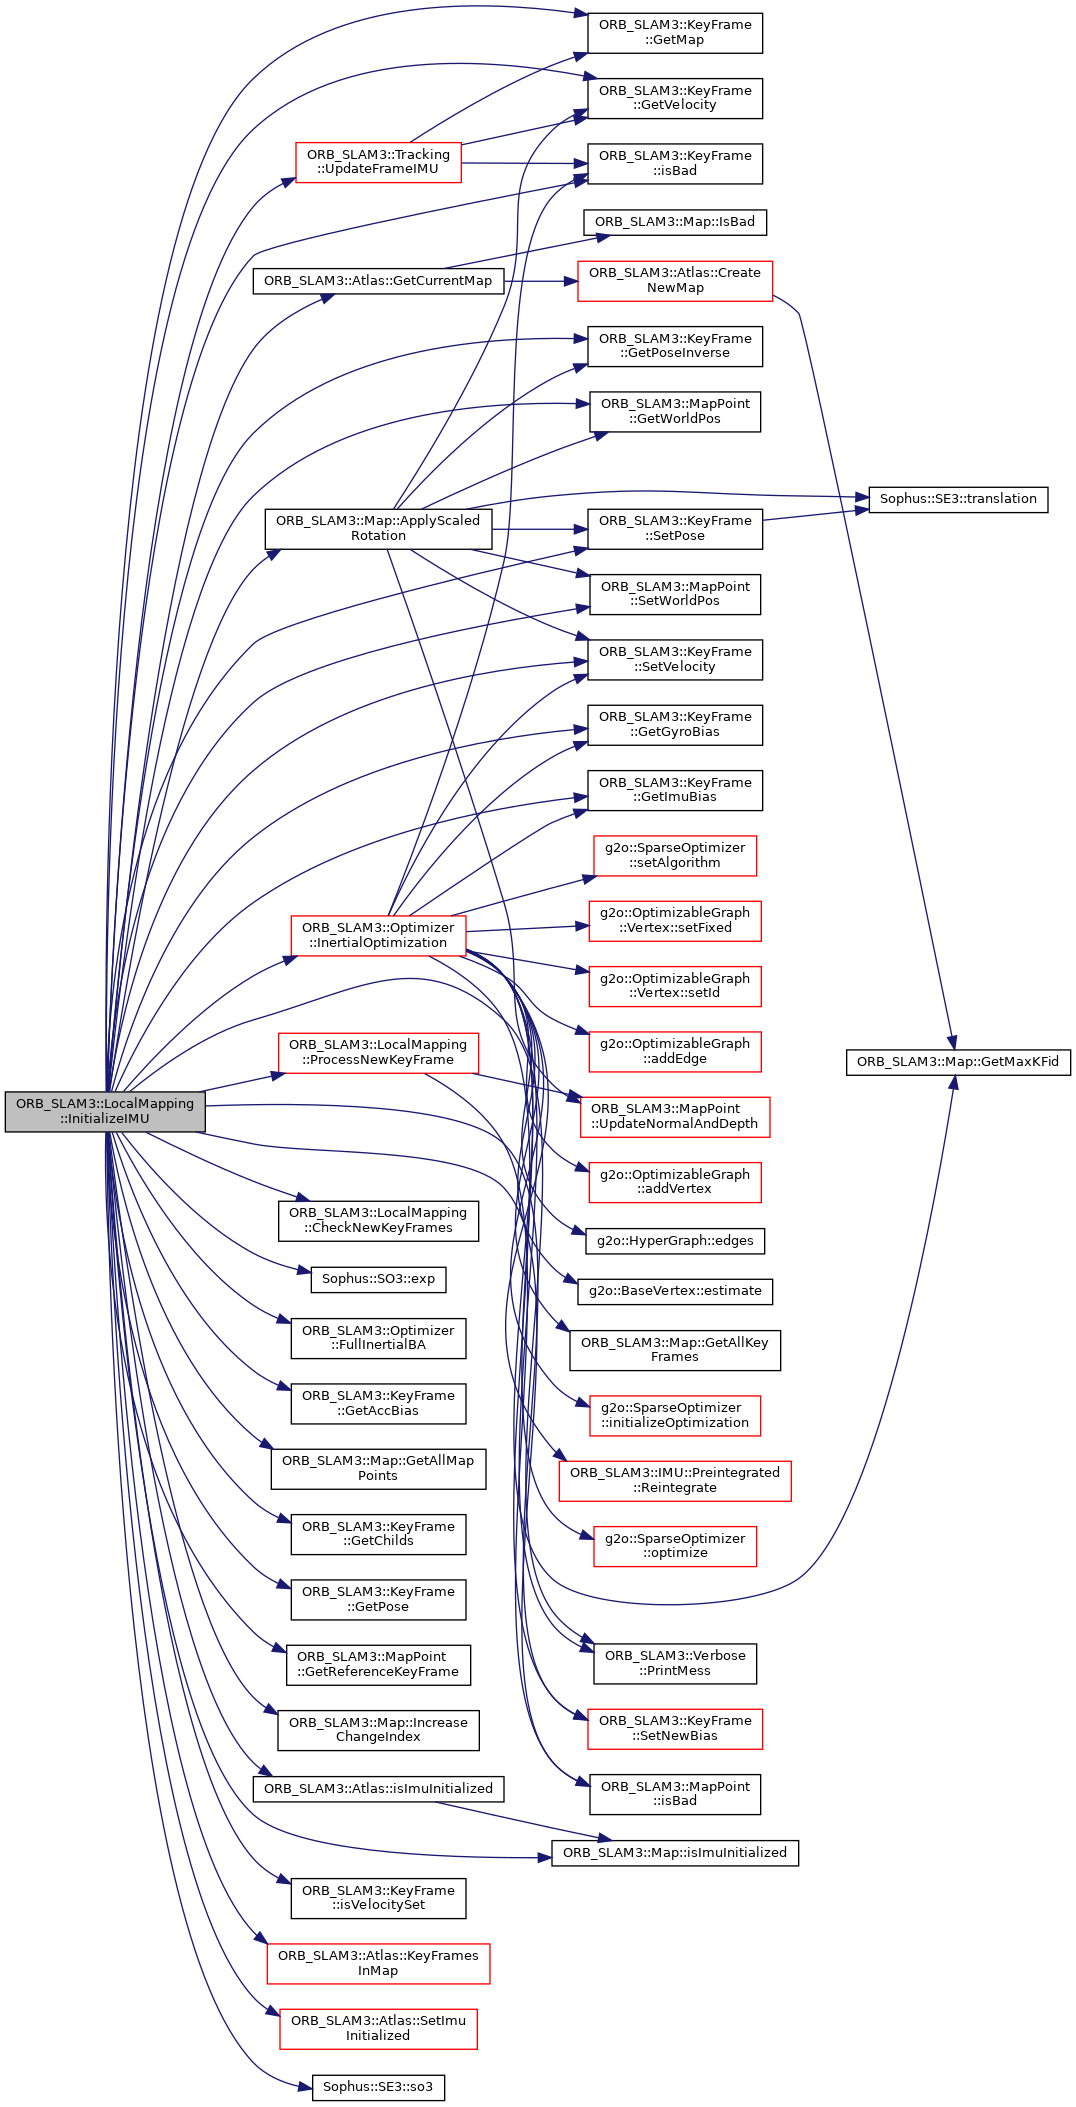 ORB_SLAM3::LocalMapping
::InitializeIMU
ORB_SLAM3::Tracking
::UpdateFrameIMU
ORB_SLAM3::Atlas::GetCurrentMap
ORB_SLAM3::Map::ApplyScaled
Rotation
ORB_SLAM3::Optimizer
::InertialOptimization
ORB_SLAM3::LocalMapping
::ProcessNewKeyFrame
ORB_SLAM3::LocalMapping
::CheckNewKeyFrames
Sophus::SO3::exp
ORB_SLAM3::Optimizer
::FullInertialBA
ORB_SLAM3::KeyFrame
::GetAccBias
ORB_SLAM3::Map::GetAllMap
Points
ORB_SLAM3::KeyFrame
::GetChilds
ORB_SLAM3::KeyFrame
::GetPose
ORB_SLAM3::MapPoint
::GetReferenceKeyFrame
ORB_SLAM3::Map::Increase
ChangeIndex
ORB_SLAM3::Atlas::isImuInitialized
ORB_SLAM3::KeyFrame
::isVelocitySet
ORB_SLAM3::Atlas::KeyFrames
InMap
ORB_SLAM3::Atlas::SetImu
Initialized
Sophus::SE3::so3
ORB_SLAM3::KeyFrame
::GetMap
ORB_SLAM3::KeyFrame
::GetVelocity
ORB_SLAM3::KeyFrame
::isBad
ORB_SLAM3::Map::IsBad
ORB_SLAM3::Atlas::Create
NewMap
ORB_SLAM3::KeyFrame
::GetPoseInverse
ORB_SLAM3::MapPoint
::GetWorldPos
ORB_SLAM3::KeyFrame
::SetPose
ORB_SLAM3::MapPoint
::SetWorldPos
ORB_SLAM3::KeyFrame
::SetVelocity
ORB_SLAM3::KeyFrame
::GetGyroBias
ORB_SLAM3::KeyFrame
::GetImuBias
g2o::SparseOptimizer
::setAlgorithm
g2o::OptimizableGraph
::Vertex::setFixed
g2o::OptimizableGraph
::Vertex::setId
g2o::OptimizableGraph
::addEdge
ORB_SLAM3::MapPoint
::UpdateNormalAndDepth
g2o::OptimizableGraph
::addVertex
g2o::HyperGraph::edges
g2o::BaseVertex::estimate
ORB_SLAM3::Map::GetAllKey
Frames
g2o::SparseOptimizer
::initializeOptimization
ORB_SLAM3::IMU::Preintegrated
::Reintegrate
g2o::SparseOptimizer
::optimize
ORB_SLAM3::Verbose
::PrintMess
ORB_SLAM3::KeyFrame
::SetNewBias
ORB_SLAM3::MapPoint
::isBad
ORB_SLAM3::Map::isImuInitialized
Sophus::SE3::translation
ORB_SLAM3::Map::GetMaxKFid